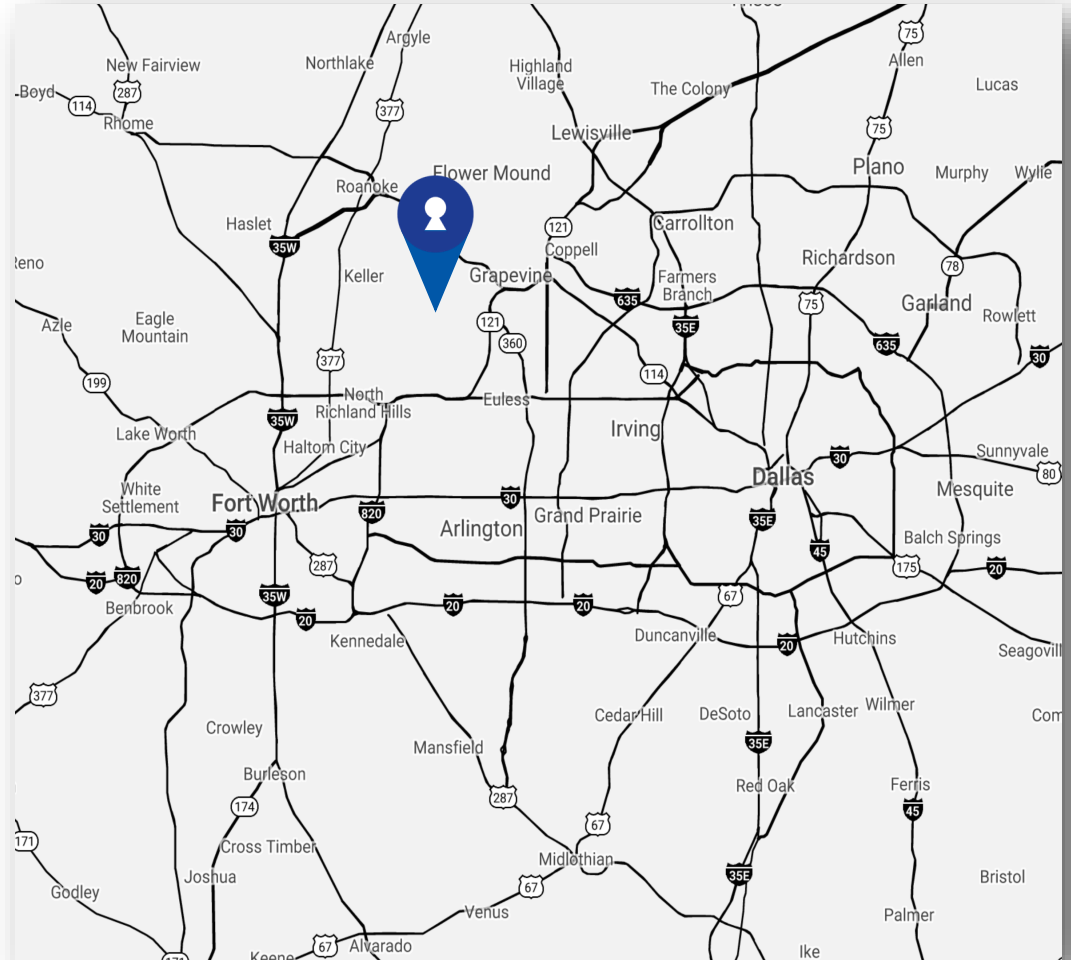 Argyle
75
New Fairview
Northlake
Allen
Highland
Village
287
The Colony
Lucas
Boyd
114
377
Rhome
75
Lewisville
Plano
Flower Mound
Murphy
Wylie
Roanoke
Haslet
121
Carrollton
35W
Coppell
Richardson
78
Keller
Grapevine
Farmers
Branch
635
75
Garland
Azle
Eagle
Mountain
121
35E
Rowlett
360
635
30
377
114
199
North
Richland Hills
Euless
35W
Irving
Lake Worth
Haltom City
30
Sunnyvale
80
Dallas
White
Settlement
Fort Worth
30
Mesquite
820
Grand Prairie
35E
30
30
Arlington
Balch Springs
45
287
175
20
20
820
35W
67
Benbrook
20
20
20
Kennedale
Duncanville
20
Hutchins
Seagovill
377
Crowley
Cedar Hill
DeSoto
Lancaster
Wilmer
Com
Mansfield
35E
Burleson
Red Oak
Ferris
287
174
45
67
171
Cross Timber
Midlothian
35E
Joshua
Bristol
Godley
67
Venus
Palmer
67
Alvarado
Ike
Keene
171